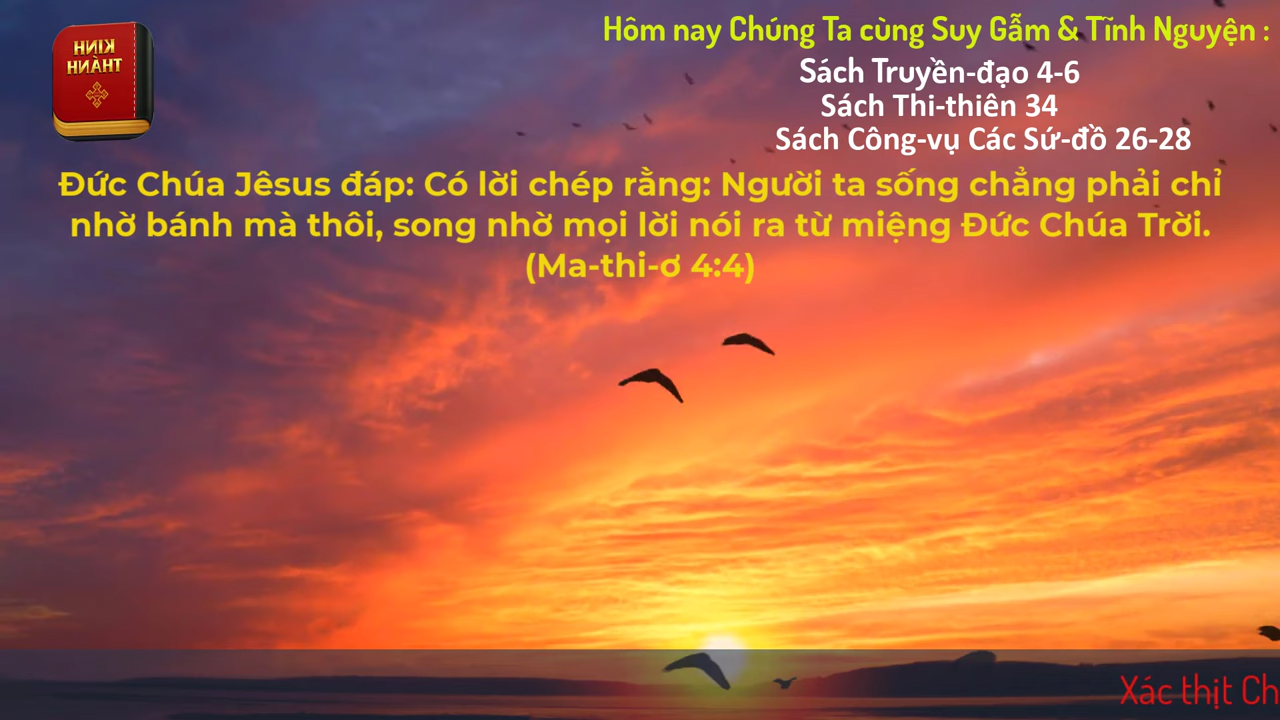 KINH
THÁNH
Hôm nay Chúng Ta cùng Suy Gẫm & Tĩnh Nguyện :
Sách Truyền-đạo 4-6
Sách Thi-thiên 34
Sách Công-vụ Các Sứ-đồ 26-28
Đức Chúa Jêsus đáp: Có lời chép rằng: Người ta sống chẳng phải chỉ
nhờ bánh mà thôi, song nhờ mọi lời nói ra từ miệng Đức Chúa Trời.
(Ma-thi-ơ 4:4)
Xác thịt Ch